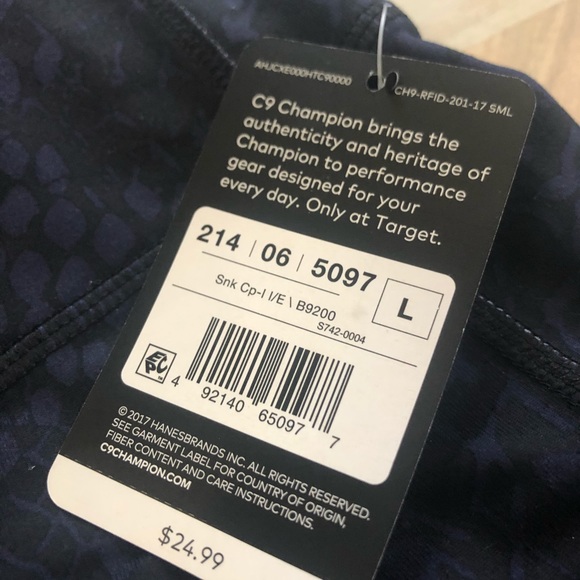 AHJCXE000HTC90000
CH9-RFID-201-17 SML
C9 Champion brings the
authenticity and heritage of
Champion to performance
gear designed for your
every day. Only at Target.
214 | 06 | 5097
Snk Cp-I I/E \ B9200
S742-0004
L
EPC
4 92140 65097 7
© 2017 HANESBRANDS INC. ALL RIGHTS RESERVED.
SEE GARMENT LABEL FOR COUNTRY OF ORIGIN,
FIBER CONTENT AND CARE INSTRUCTIONS.
C9CHAMPION.COM
$24.99